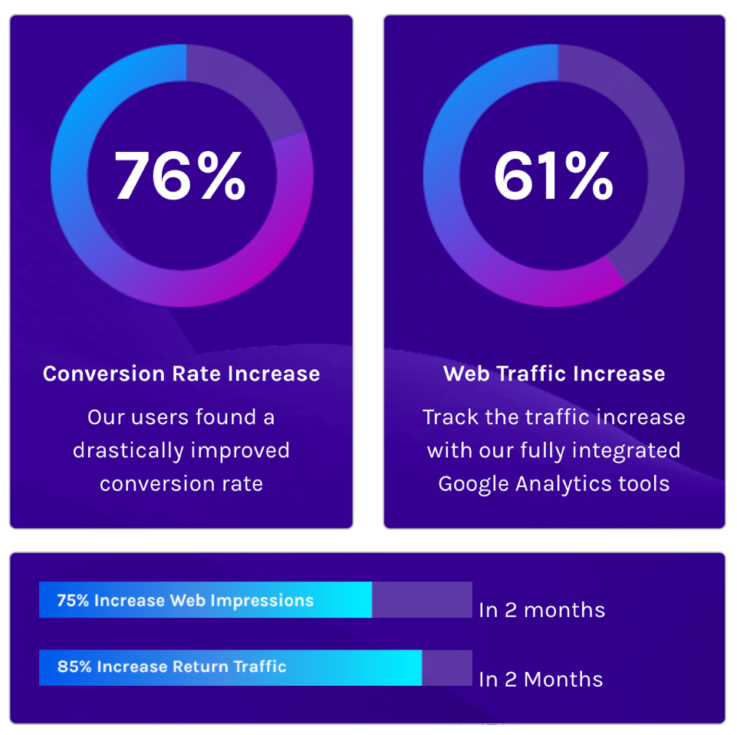 76%
Conversion Rate Increase
Our users found a
drastically improved
conversion rate
61%
Web Traffic Increase
Track the traffic increase
with our fully integrated
Google Analytics tools
75% Increase Web Impressions
In 2 months
85% Increase Return Traffic
In 2 Months